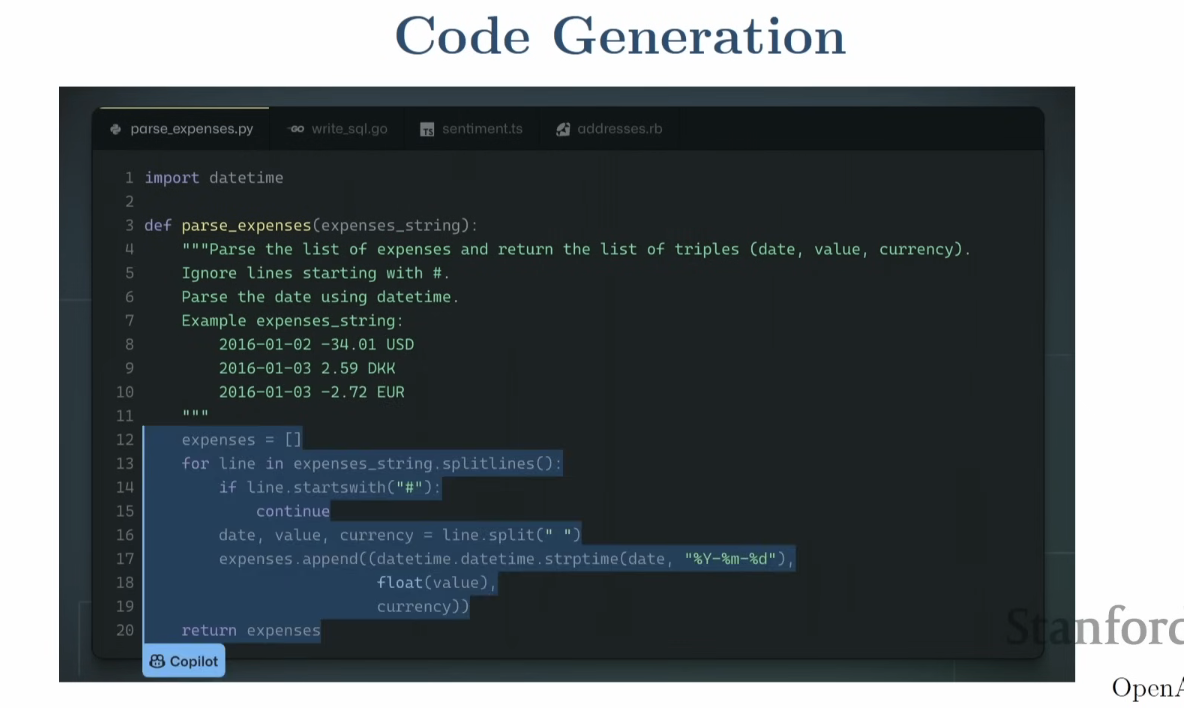 Code Generation
parse_expenses.py write_sql.go TS sentiment.ts addresses.rb
1 import datetime
2
3 def parse_expenses(expenses_string):
4     """Parse the list of expenses and return the list of triples (date, value, currency).
5     Ignore lines starting with #.
6     Parse the date using datetime.
7     Example expenses_string:
8         2016-01-02 -34.01 USD
9         2016-01-03 2.59 DKK
10         2016-01-03 -2.72 EUR
11     """
12     expenses = []
13     for line in expenses_string.splitlines():
14         if line.startswith("#"):
15             continue
16         date, value, currency = line.split(" ")
17         expenses.append((datetime.datetime.strptime(date, "%Y-%m-%d"),
18                          float(value),
19                          currency))
20     return expenses
Copilot
Stanford
OpenA